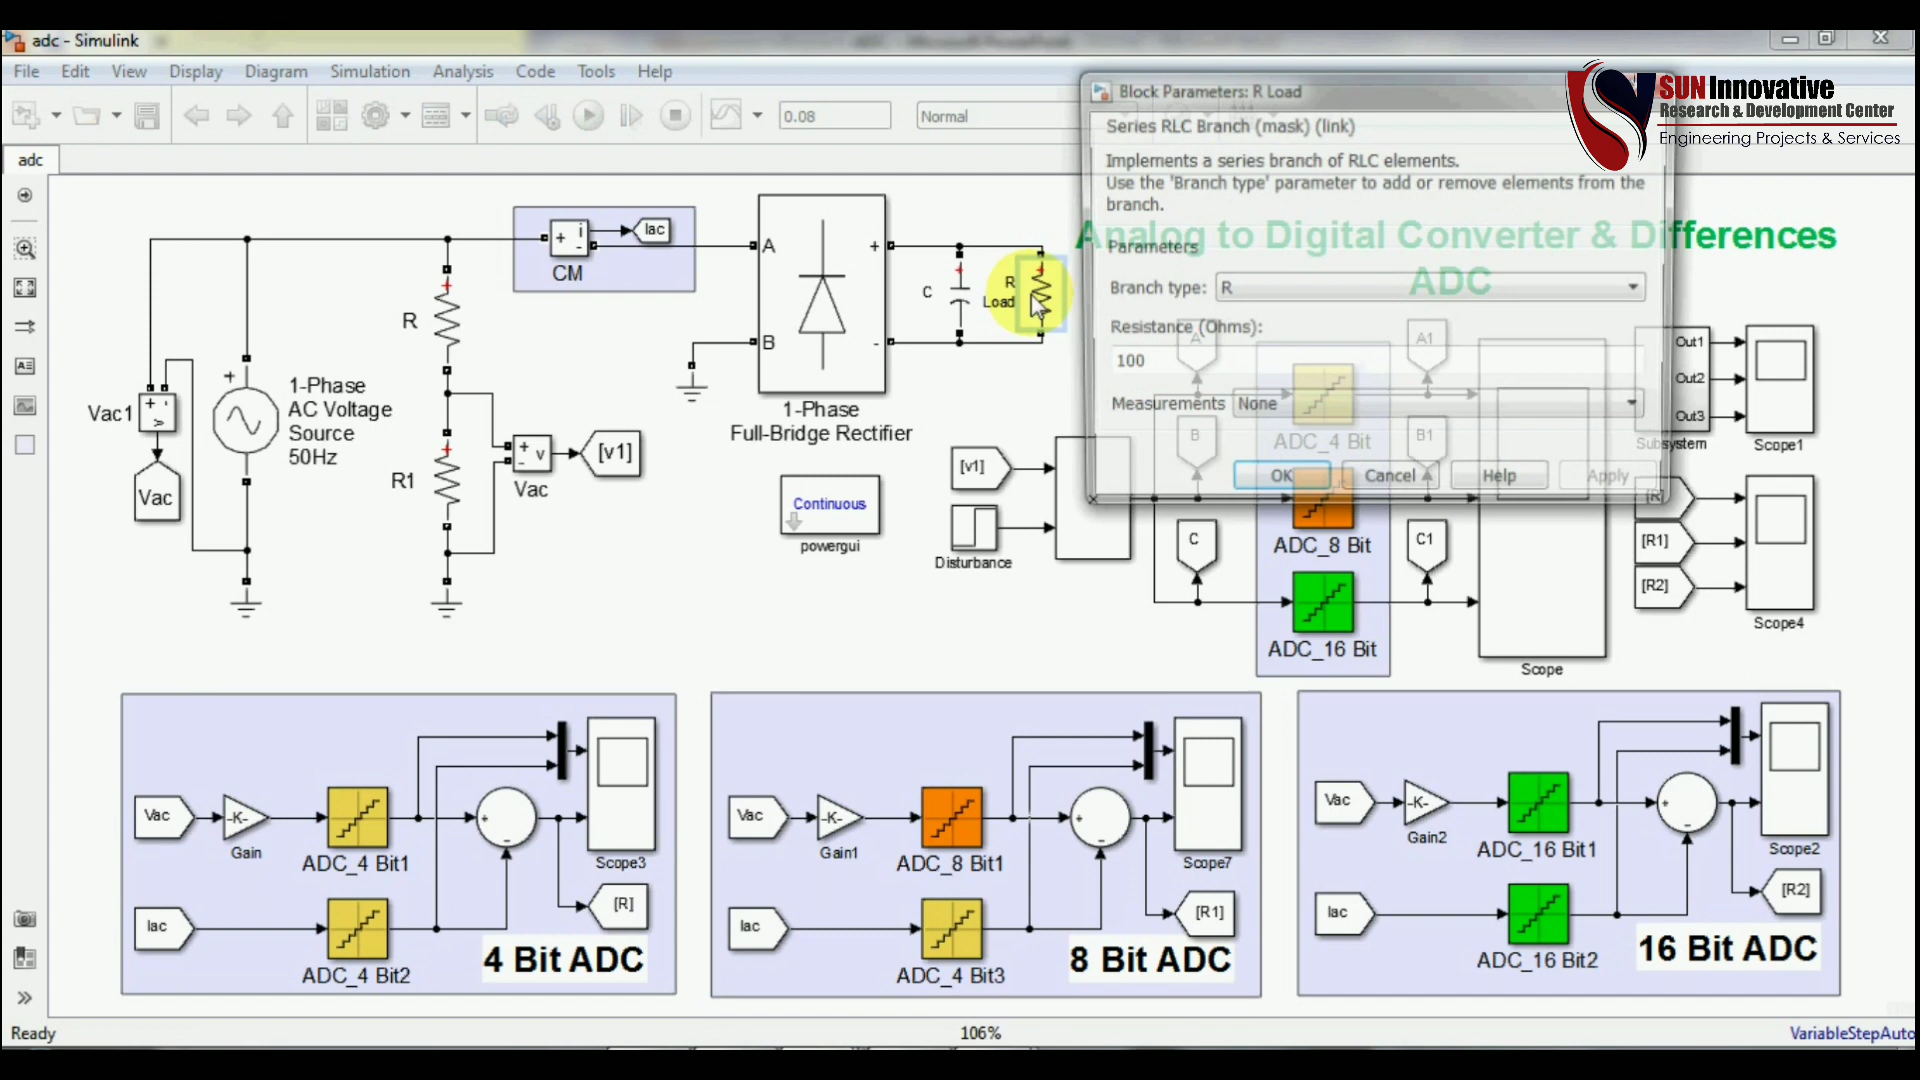 adc - Simulink
File Edit View Display Diagram Simulation Analysis Code Tools Help
0.08
Normal
adc
SUN Innovative
Research & Development Center
Engineering Projects & Services
Block Parameters: R Load
Series RLC Branch (mask) (link)
Implements a series branch of RLC elements.
Use the 'Branch type' parameter to add or remove elements from the
branch.
Parameters
Branch type: R
Resistance (Ohms):
100
Measurements None
OK Cancel Help Apply
Analog to Digital Converter & Differences
ADC
Iac
i
+
-
CM
A
B
+
-
1-Phase
Full-Bridge Rectifier
C
R
Load
R
R1
+
1-Phase
AC Voltage
Source
50Hz
Vac1
Vac
+
-
v
Vac
[v1]
Continuous
powergui
[v1]
Disturbance
A
A1
B
B1
C
C1
ADC_4 Bit
ADC_8 Bit
ADC_16 Bit
Scope
Out1
Out2
Out3
Subsystem
Scope1
[R]
[R1]
[R2]
Scope4
Vac
-K-
Gain
ADC_4 Bit1
+
-
Scope3
Iac
ADC_4 Bit2
[R]
4 Bit ADC
Vac
-K-
Gain1
ADC_8 Bit1
+
-
Scope7
Iac
ADC_4 Bit3
[R1]
8 Bit ADC
Vac
-K-
Gain2
ADC_16 Bit1
+
-
Scope2
Iac
ADC_16 Bit2
[R2]
16 Bit ADC
Ready
106%
VariableStepAuto